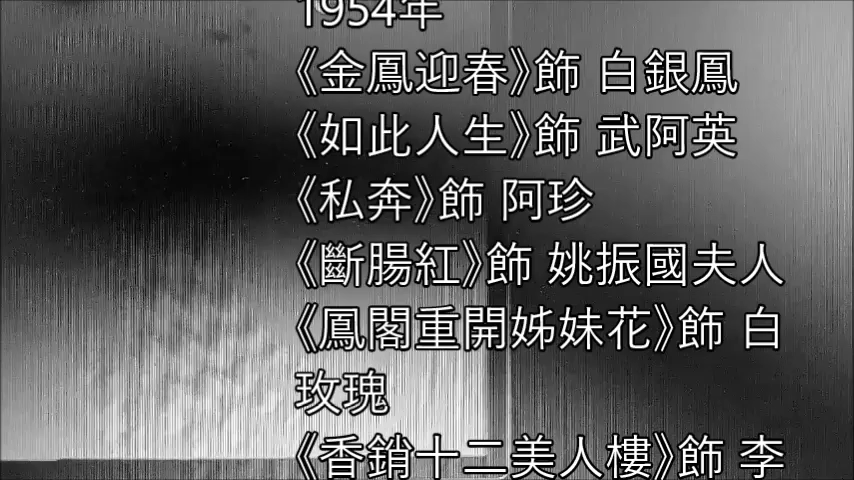 1954年
《金鳳迎春》飾 白銀鳳
《如此人生》飾 武阿英
《私奔》飾 阿珍
《斷腸紅》飾 姚振國夫人
《鳳閣重開姊妹花》飾 白
玫瑰
《香銷十二美人樓》飾 李